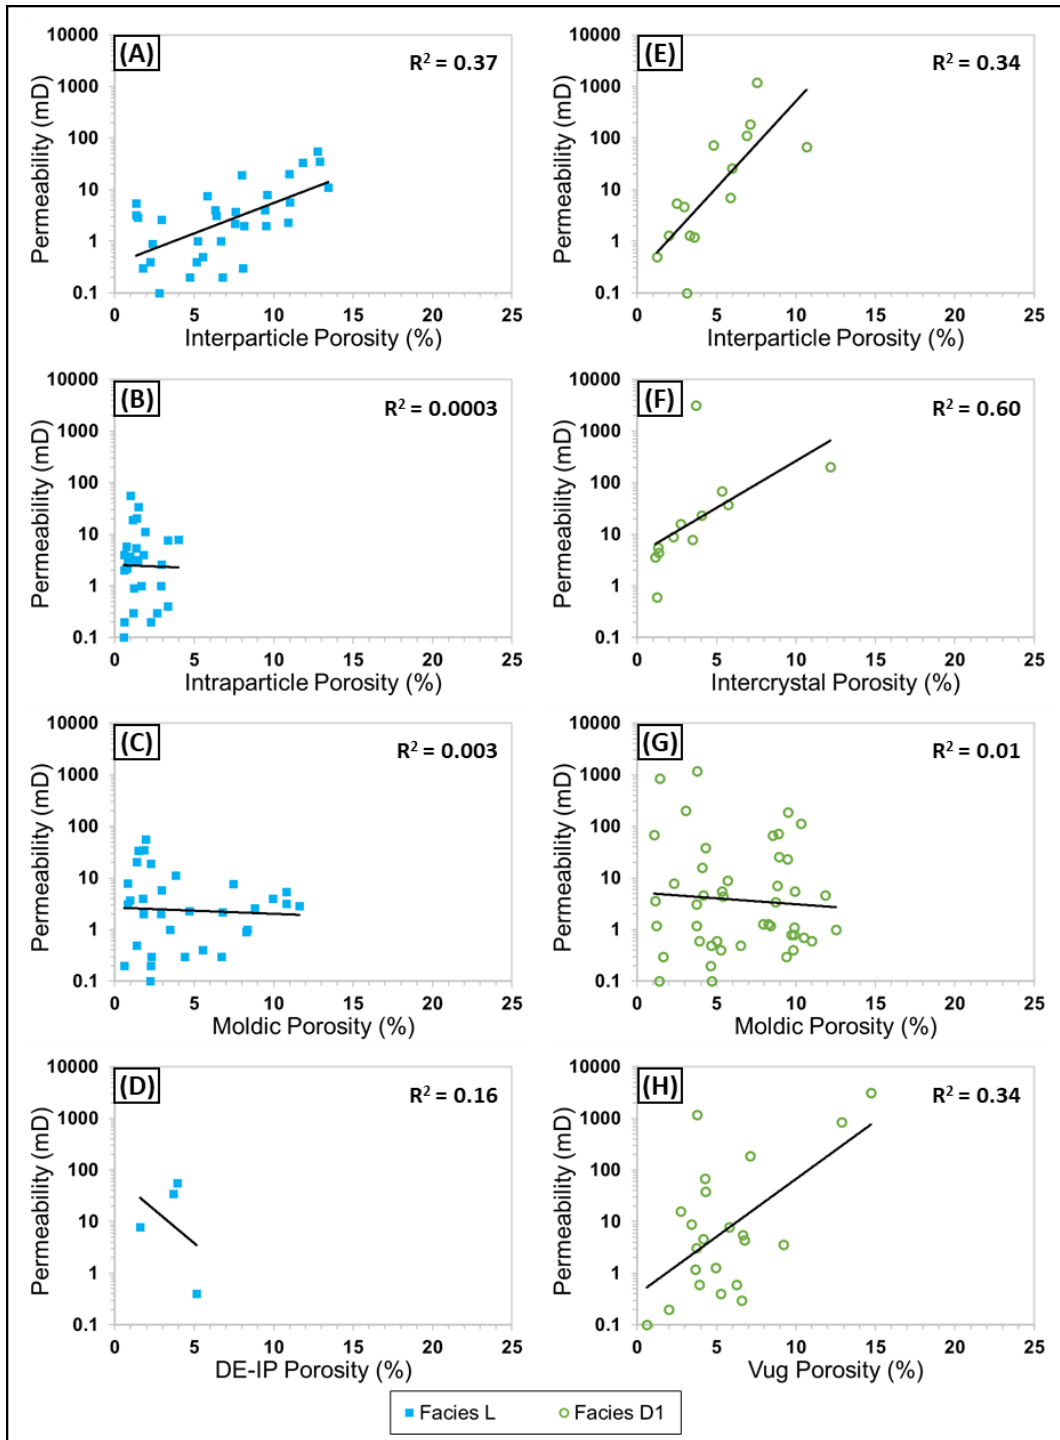 (A)
R² = 0.37
Permeability (mD)
10000
1000
100
10
1
0.1
0 5 10 15 20 25
Interparticle Porosity (%)
(E)
R² = 0.34
Permeability (mD)
10000
1000
100
10
1
0.1
0 5 10 15 20 25
Interparticle Porosity (%)
(B)
R² = 0.0003
Permeability (mD)
10000
1000
100
10
1
0.1
0 5 10 15 20 25
Intraparticle Porosity (%)
(F)
R² = 0.60
Permeability (mD)
10000
1000
100
10
1
0.1
0 5 10 15 20 25
Intercrystal Porosity (%)
(C)
R² = 0.003
Permeability (mD)
10000
1000
100
10
1
0.1
0 5 10 15 20 25
Moldic Porosity (%)
(G)
R² = 0.01
Permeability (mD)
10000
1000
100
10
1
0.1
0 5 10 15 20 25
Moldic Porosity (%)
(D)
R² = 0.16
Permeability (mD)
10000
1000
100
10
1
0.1
0 5 10 15 20 25
DE-IP Porosity (%)
(H)
R² = 0.34
Permeability (mD)
10000
1000
100
10
1
0.1
0 5 10 15 20 25
Vug Porosity (%)
Facies L Facies D1